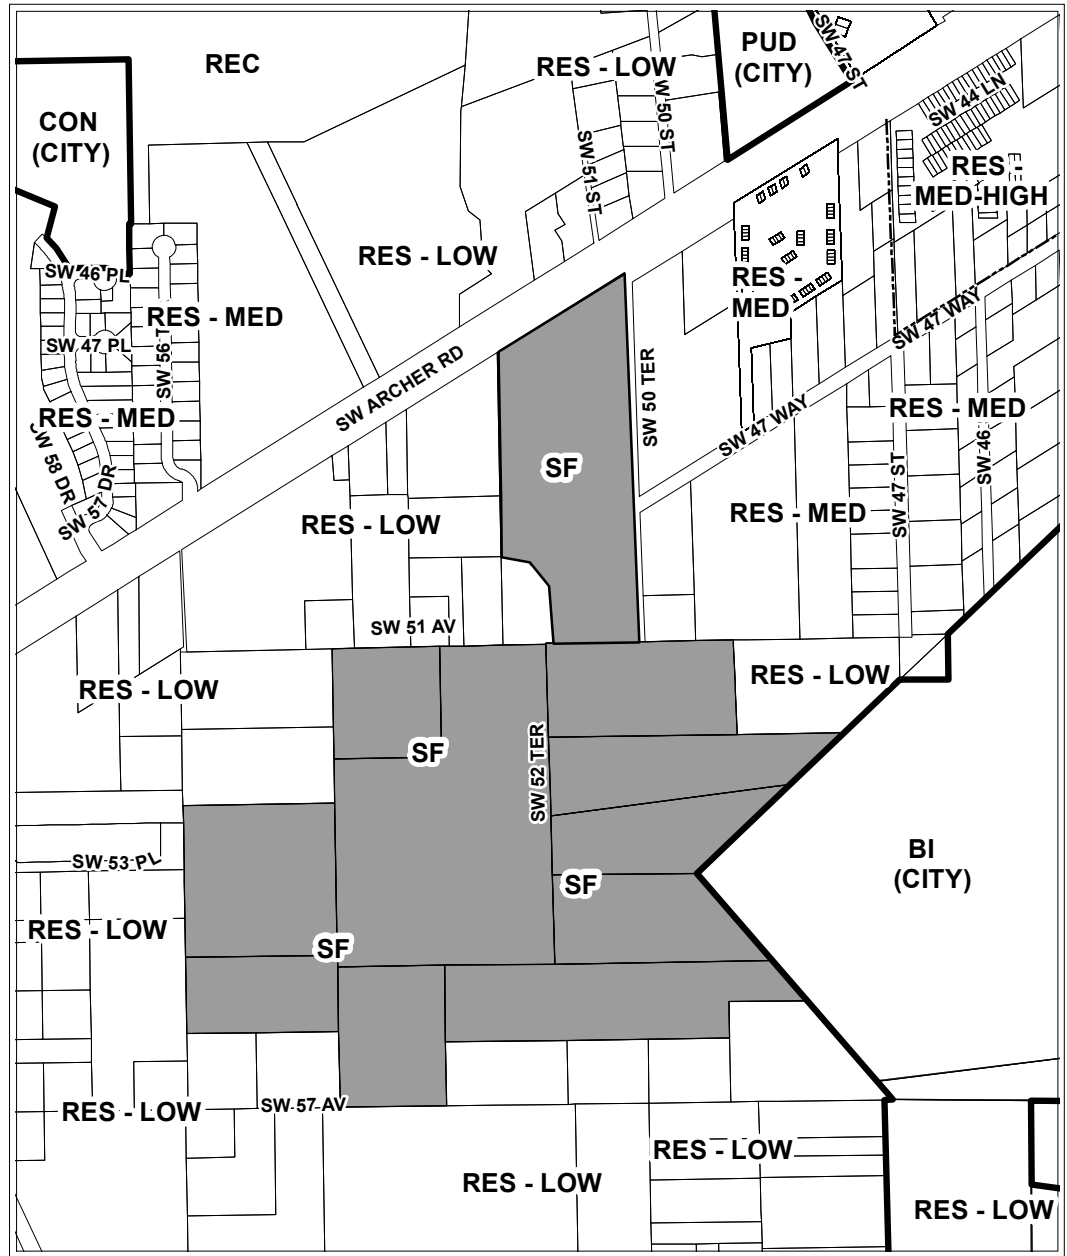 REC
RES - LOW
PUD
(CITY)
SW 47 ST
CON
(CITY)
SW 44 LN
W 50 ST
SW 51 ST
RES -
MED-HIGH
RES - LOW
SW 46 PL
RES -
MED
RES - MED
SW 47 WAY
SW 47 PL
SW 56 T
SW ARCHER RD
SW 50 TER
RES - MED
RES - MED
SW 47 WAY
SW 46
SW 58 DR
SF
SW 57 DR
SW 47 ST
RES - LOW
RES - MED
SW 51 AV
RES - LOW
RES - LOW
SF
SW 52 TER
BI
(CITY)
SW 53 PL
SF
RES - LOW
SF
RES - LOW
SW 57 AV
RES - LOW
RES - LOW
RES - LOW